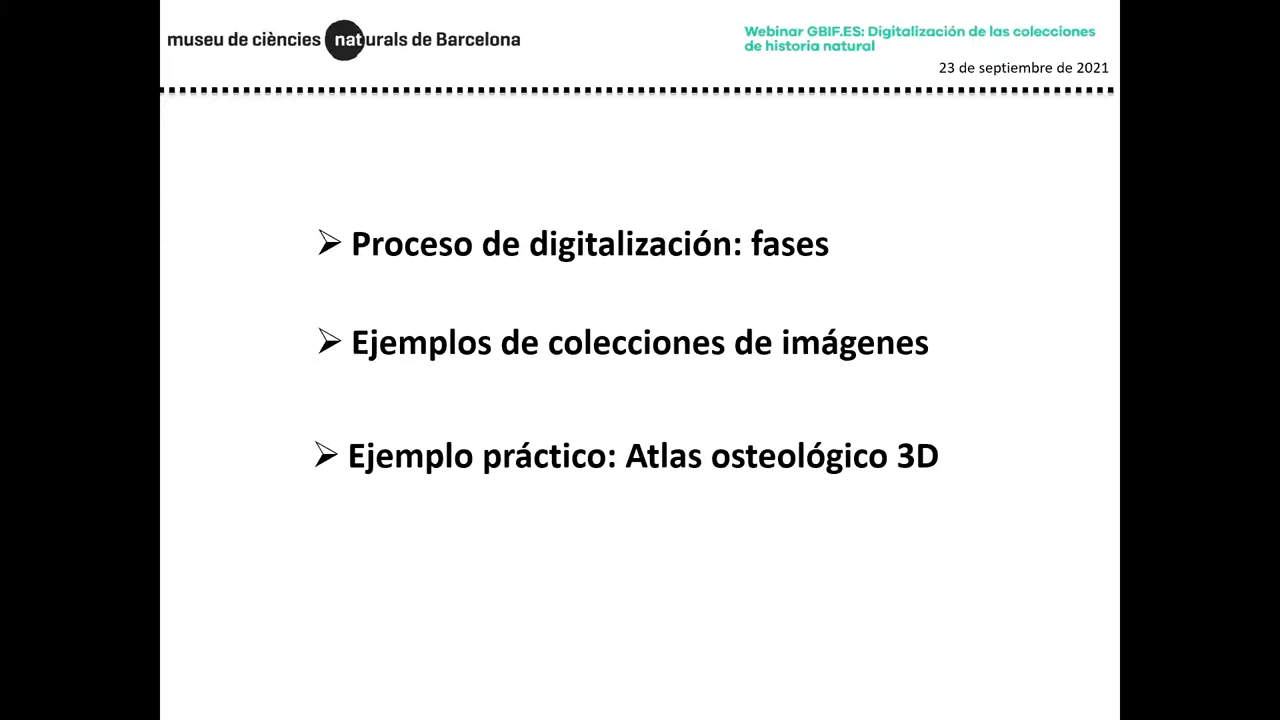 museu de ciències naturals de Barcelona
Webinar GBIF.ES: Digitalización de las colecciones
de historia natural
23 de septiembre de 2021
Proceso de digitalización: fases
Ejemplos de colecciones de imágenes
Ejemplo práctico: Atlas osteológico 3D